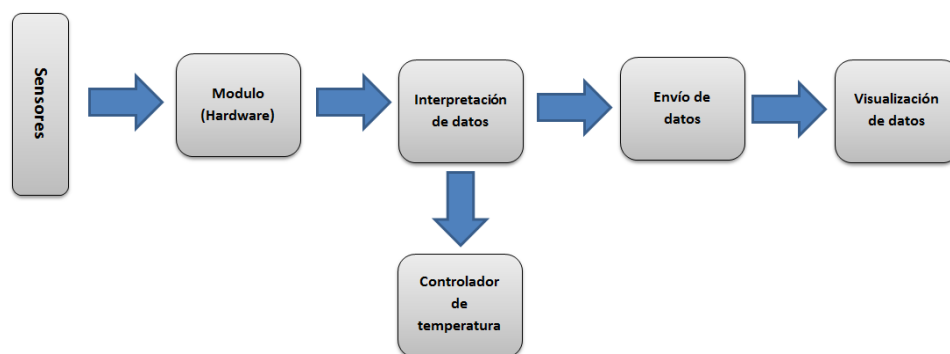 Sensores
Modulo
(Hardware)
Interpretación
de datos
Envío de
datos
Visualización
de datos
Controlador
de
temperatura